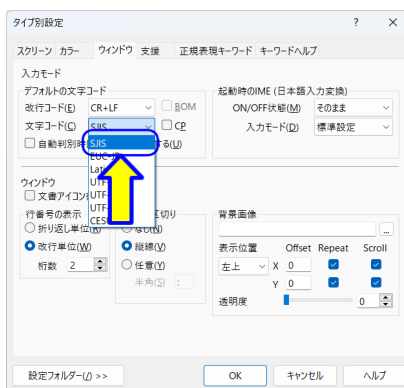 タイプ別設定 ? ×
スクリーン カラー ウィンドウ 支援 正規表現キーワード キーワードヘルプ
入力モード
デフォルトの文字コード
改行コード(E) CR+LF BOM
文字コード(C) SJIS CP
自動判別時 する(U)
SJIS
EUC-
UTF-
UTF-
UTF-
CES
起動時のIME (日本語入力変換)
ON/OFF状態(M) そのまま
入力モード(D) 標準設定
ウィンドウ
文書アイコン
行番号の表示
折り返し単位(R)
改行単位(W)
桁数 2
区切り
なし(N)
縦線(V)
任意(Y)
半角(S) :
背景画像
...
表示位置 Offset Repeat Scroll
左上 X 0
Y 0
透明度 0
設定フォルダー(/) >> OK キャンセル ヘルプ